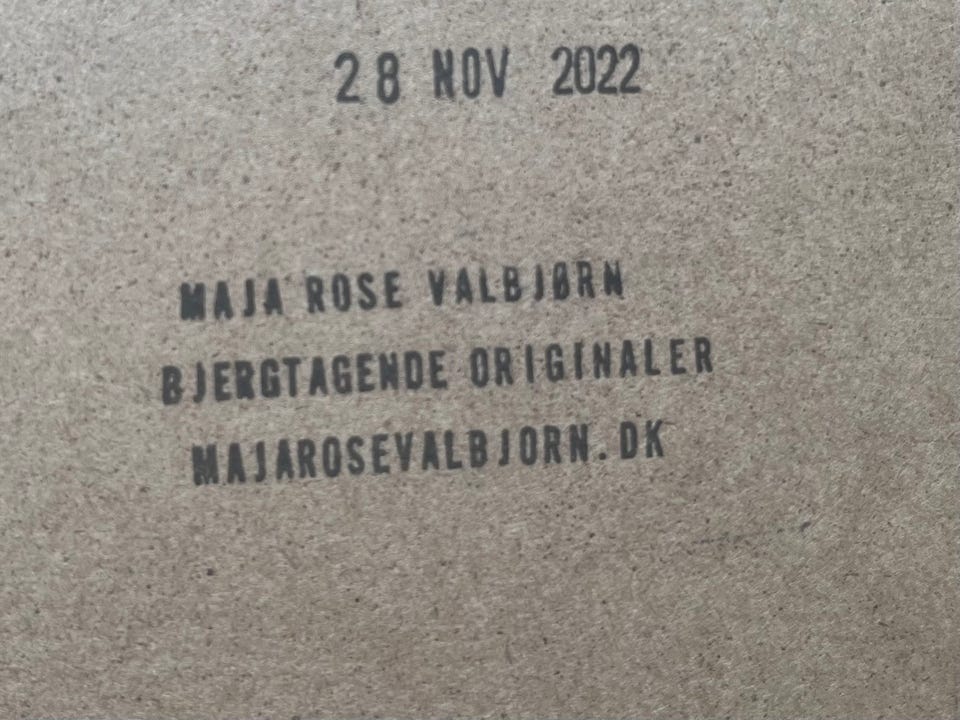 28 NOV 2022
MAJA ROSE VALBJØRN
BJERGTAGENDE ORIGINALER
MAJAROSEVALBJORN.DK